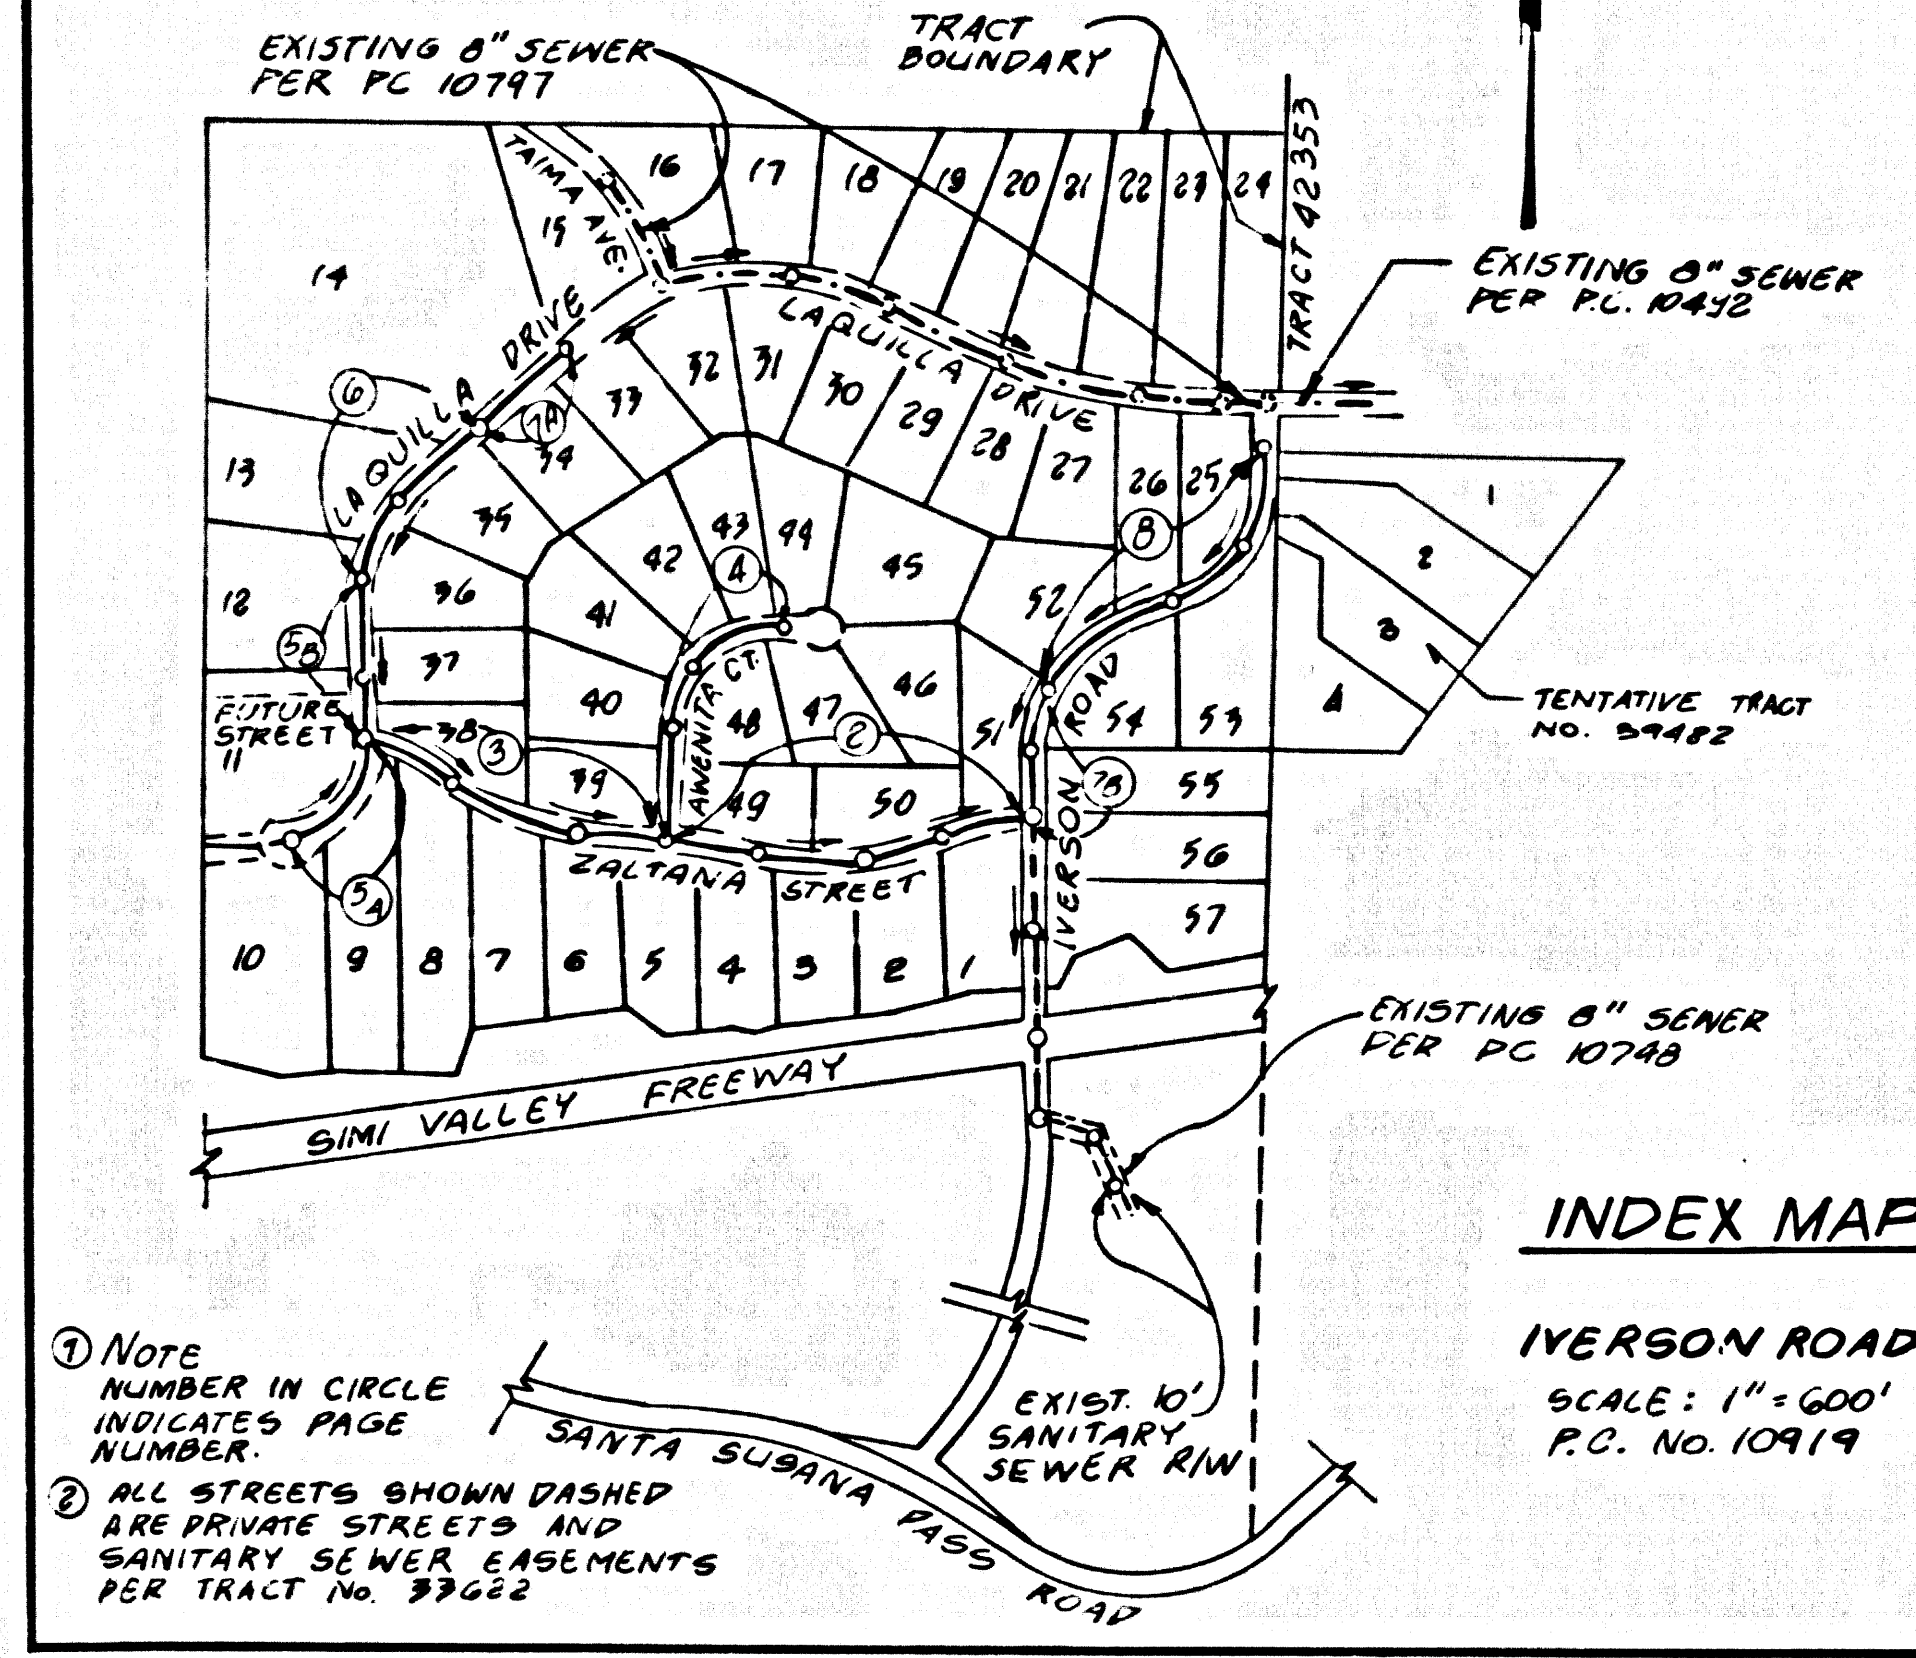 EXISTING 8" SEWER
PER PC 10797
TRACT
BOUNDARY
TRACT 42353
EXISTING 8" SEWER
PER P.C. 10492
TAIMA AVE.
14
15
16
17
18
19
20
21
22
23
24
LA QUILLA DRIVE
LAQUILLA DRIVE
6
7A
13
12
5B
FUTURE
STREET
11
33
32
31
30
29
28
27
26
25
34
35
36
37
38
3
39
40
41
42
43
4
44
45
46
47
2
48
49
50
51
52
8
53
54
55
56
57
7B
1
2
3
4
TENTATIVE TRACT
NO. 39482
AWENITA CT.
IVERSON ROAD
ZALTANA STREET
5A
10
9
8
7
6
5
4
3
2
1
SIMI VALLEY FREEWAY
EXISTING 8" SEWER
PER PC 10748
INDEX MAP
IVERSON ROAD
SCALE: 1" = 600'
P.C. No. 10919
EXIST. 10'
SANITARY
SEWER R/W
SANTA SUSANA PASS ROAD
1 NOTE
NUMBER IN CIRCLE
INDICATES PAGE
NUMBER.
2 ALL STREETS SHOWN DASHED
ARE PRIVATE STREETS AND
SANITARY SEWER EASEMENTS
PER TRACT No. 33622